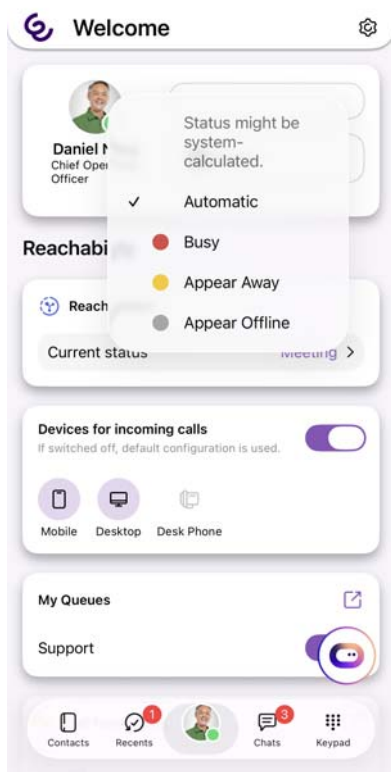 Welcome
Daniel
Chief Oper
Officer
Status might be
system-
calculated.
Automatic
Busy
Appear Away
Appear Offline
Reachabi
Reach
Current status
Meeting
Devices for incoming calls
If switched off, default configuration is used.
Mobile
Desktop
Desk Phone
My Queues
Support
1
3
Contacts
Recents
Chats
Keypad